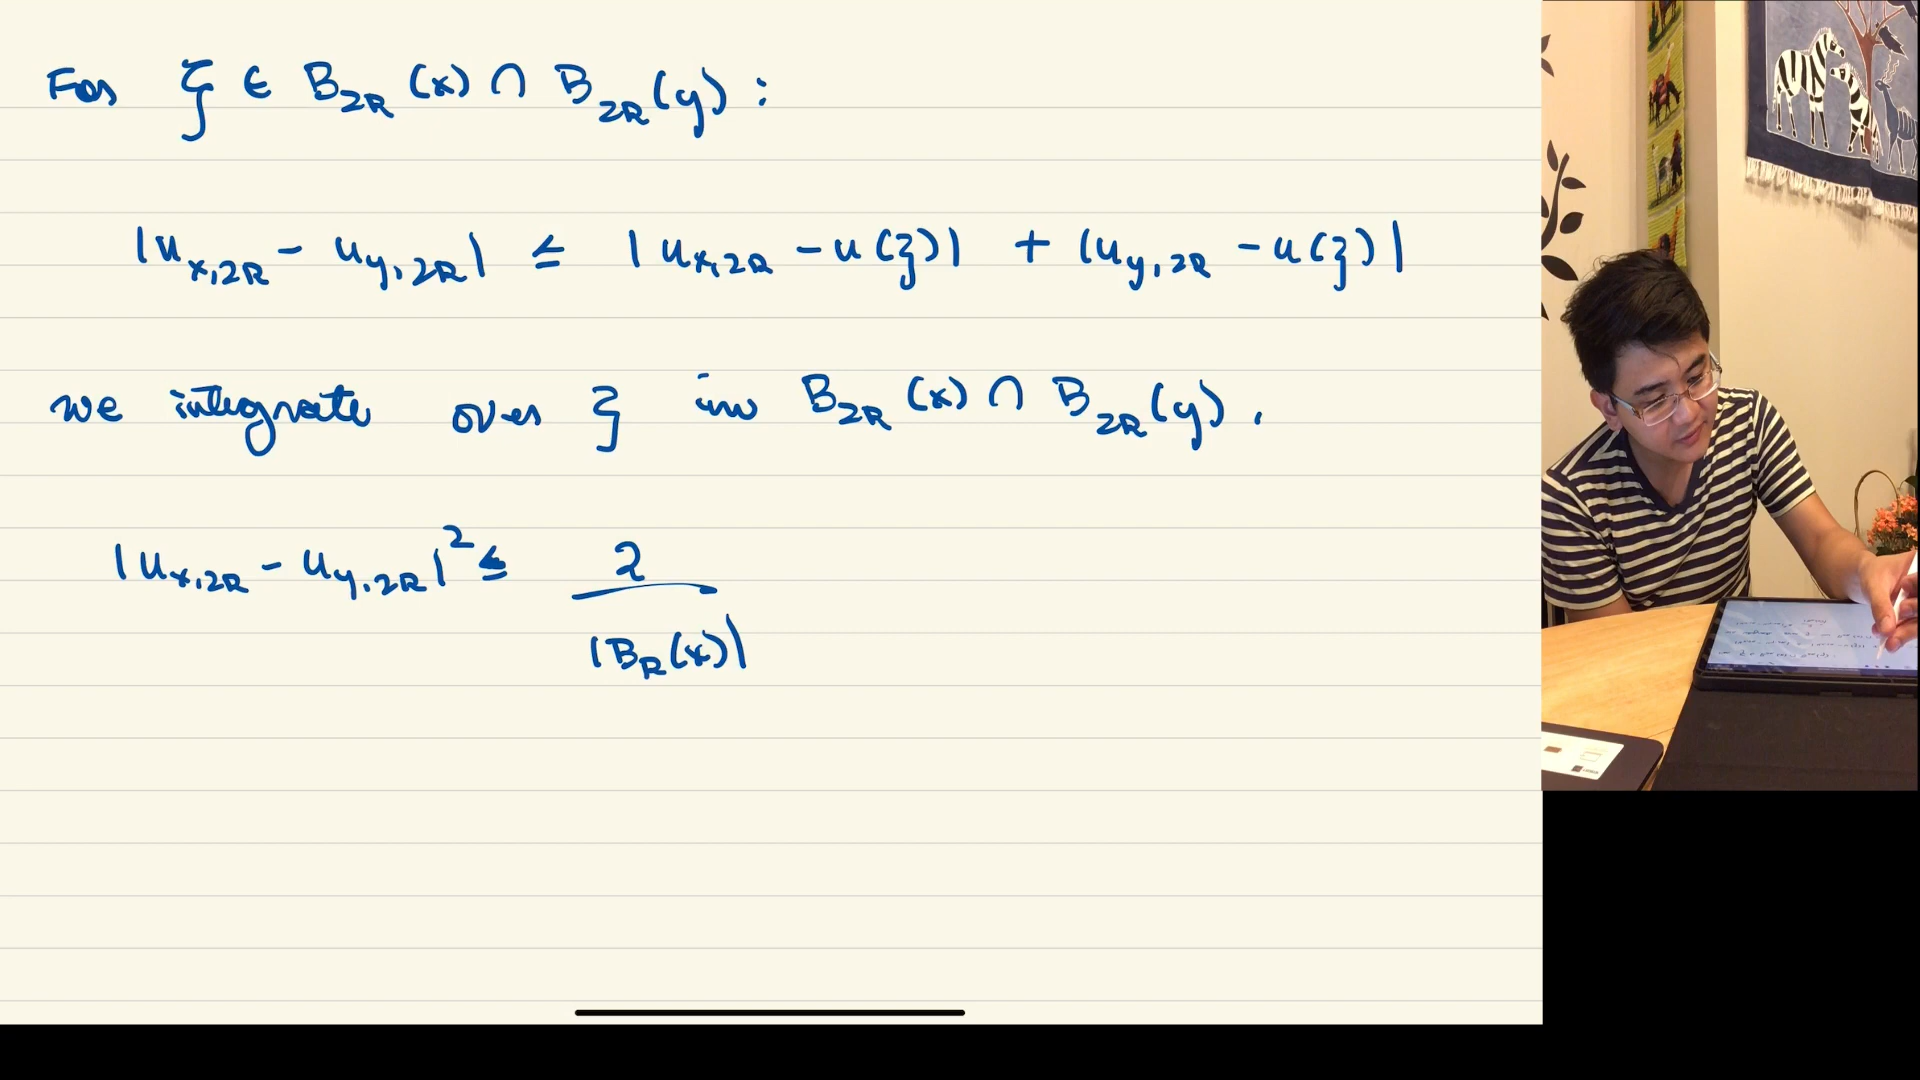 For ξ ∈ B_{2R}(x) ∩ B_{2R}(y) :
|u_{x,2R} - u_{y,2R}| ≤ |u_{x,2R} - u(ξ)| + |u_{y,2R} - u(ξ)|
we integrate over ξ in B_{2R}(x) ∩ B_{2R}(y).
|u_{x,2R} - u_{y,2R}|^2 ≤ \frac{2}{|B_R(x)|}